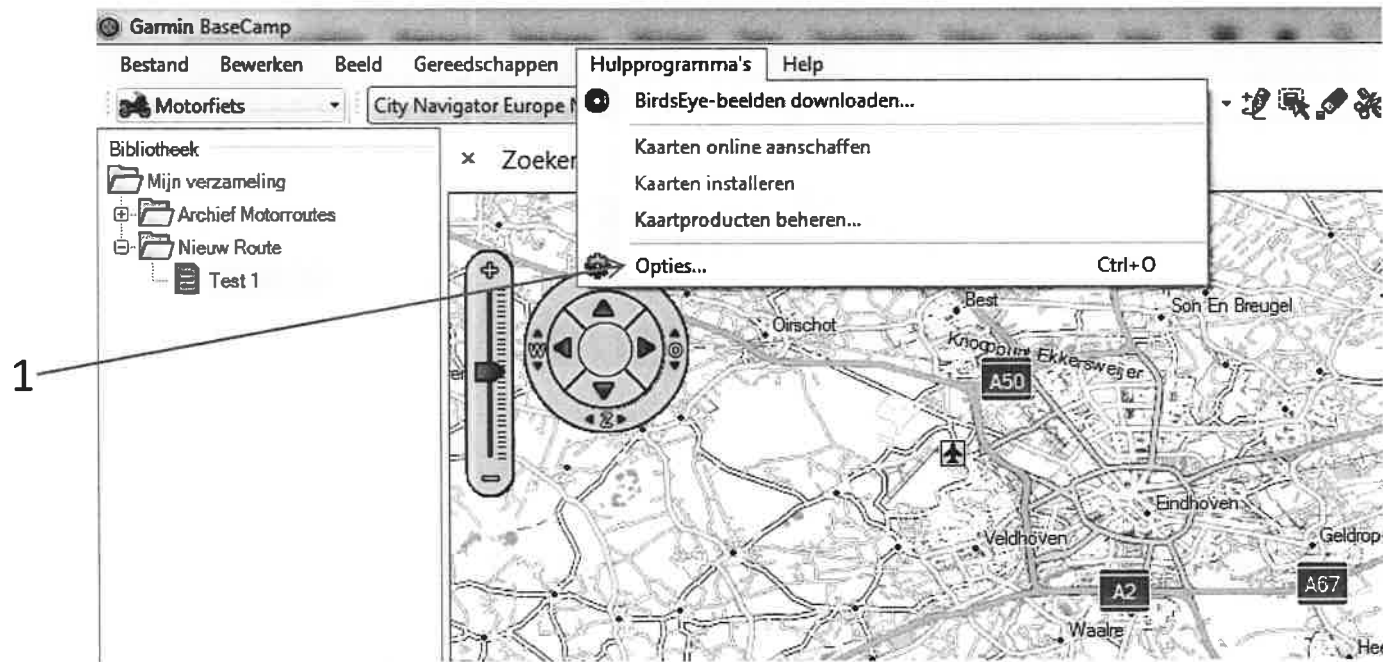 Garmin BaseCamp
Bestand Bewerken Beeld Gereedschappen Hulpprogramma's Help
Motorfiets
City Navigator Europe
BirdsEye-beelden downloaden...
Kaarten online aanschaffen
Kaarten installeren
Kaartproducten beheren...
Opties... Ctrl+O
Bibliotheek
Mijn verzameling
Archief Motorroutes
Nieuw Route
Test 1
Zoeken
1
W
O
Z
Best
Son En Breugel
Oirschot
Knooppunt Ekkersweijer
A50
Eindhoven
Veldhoven
Geldrop
A2
A67
Waalre